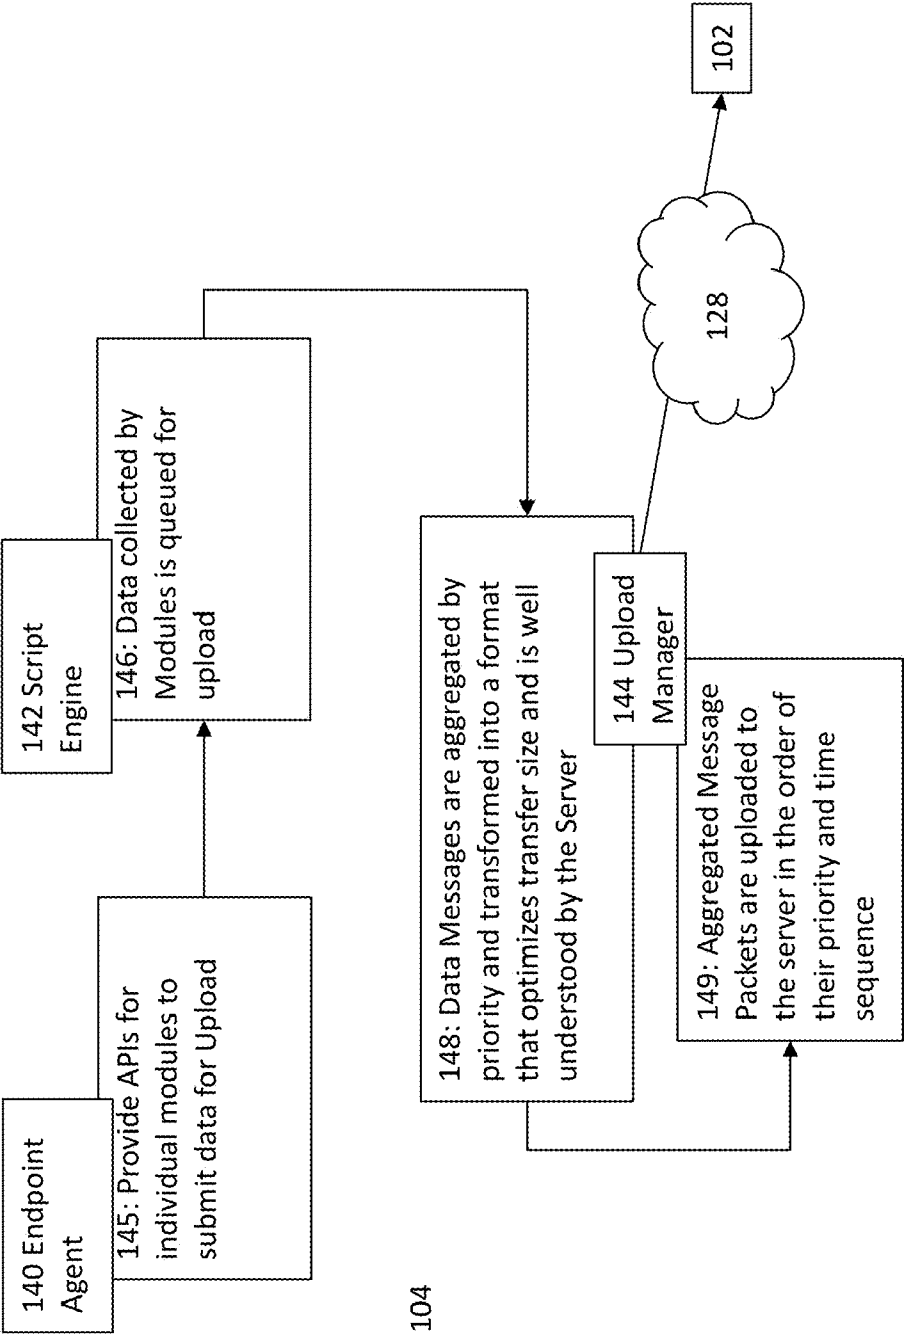 140 Endpoint
Agent
145: Provide APIs for
individual modules to
submit data for Upload
142 Script
Engine
146: Data collected by
Modules is queued for
upload
148: Data Messages are aggregated by
priority and transformed into a format
that optimizes transfer size and is well
understood by the Server
144 Upload
Manager
149: Aggregated Message
Packets are uploaded to
the server in the order of
their priority and time
sequence
128
102
104